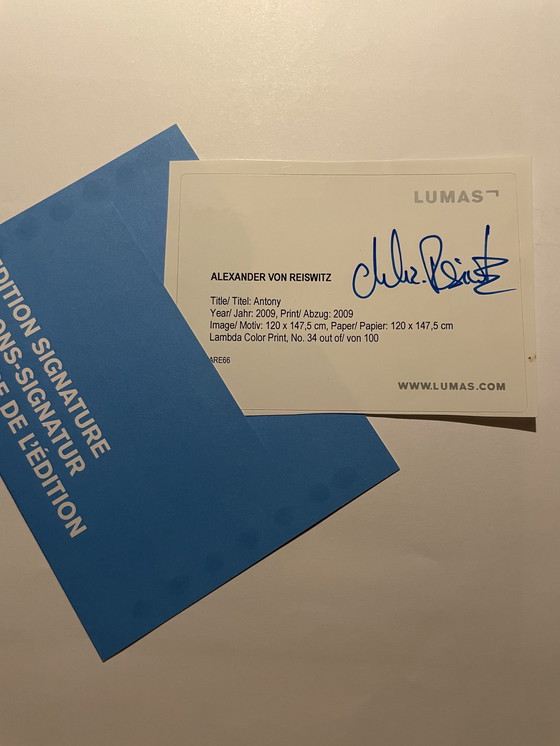 LUMAS
ALEXANDER VON REISWITZ
Title/ Titel: Antony
Year/ Jahr: 2009, Print/ Abzug: 2009
Image/ Motiv: 120 x 147,5 cm, Paper/ Papier: 120 x 147,5 cm
Lambda Color Print, No. 34 out of/ von 100
ARE66
WWW.LUMAS.COM
EDITION SIGNATURE
ONS-SIGNATUR
DE L'ÉDITION